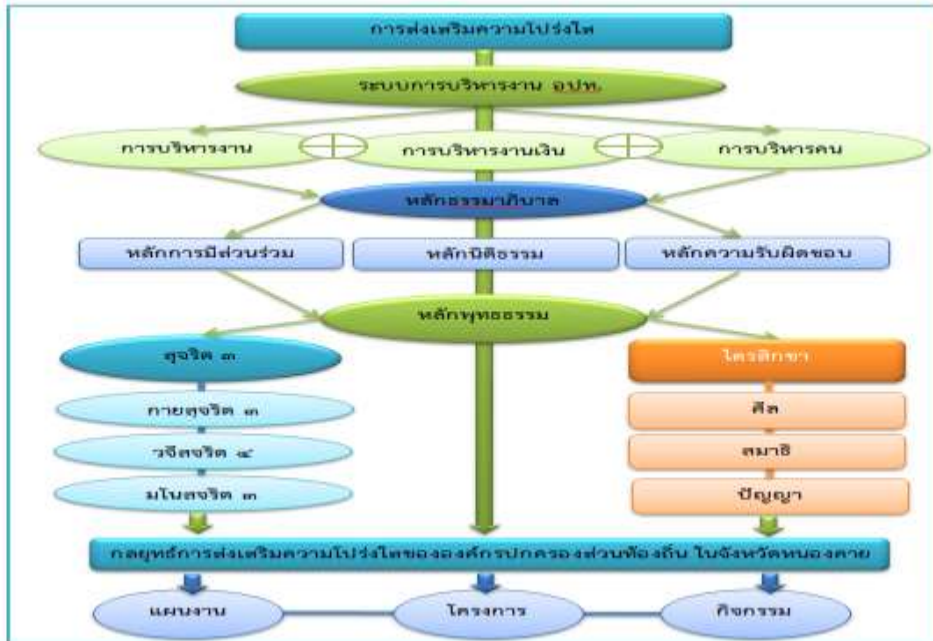 การส่งเสริมความโปร่งใส
ระบบการบริหารงาน อปท.
การบริหารงาน
การบริหารงานเงิน
การบริหารคน
หลักธรรมาภิบาล
หลักการมีส่วนร่วม
หลักนิติธรรม
หลักความรับผิดชอบ
หลักพุทธธรรม
สุจริต ๓
ไตรสิกขา
กายสุจริต ๓
ศีล
วจีสุจริต ๔
สมาธิ
มโนสุจริต ๓
ปัญญา
กลยุทธ์การส่งเสริมความโปร่งใสขององค์กรปกครองส่วนท้องถิ่น ในจังหวัดหนองคาย
แผนงาน
โครงการ
กิจกรรม